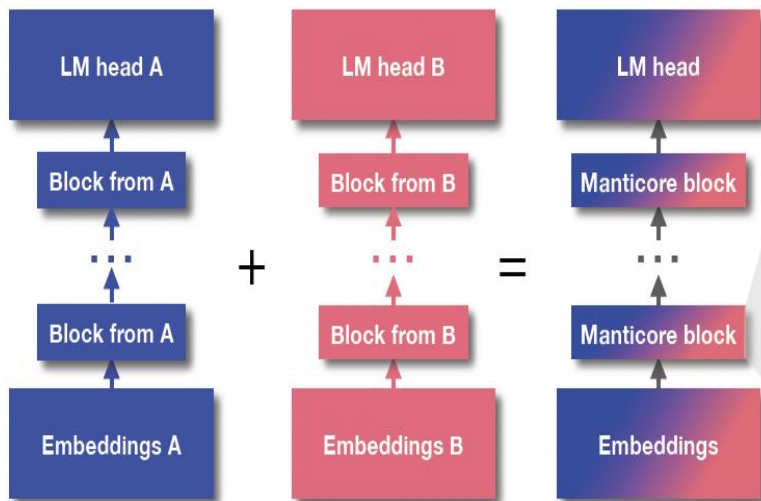 LM head A
Block from A
...
Block from A
Embeddings A
+
LM head B
Block from B
...
Block from B
Embeddings B
=
LM head
Manticore block
...
Manticore block
Embeddings